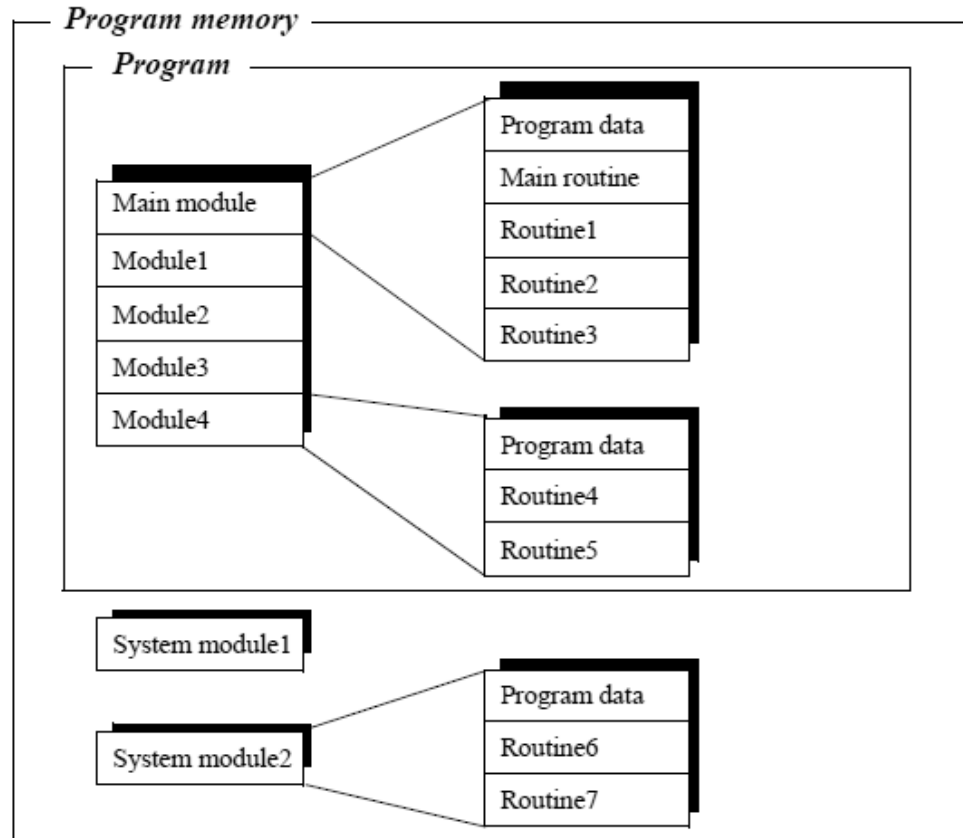 Program memory
Program
Main module
Module1
Module2
Module3
Module4
Program data
Main routine
Routine1
Routine2
Routine3
Program data
Routine4
Routine5
System module1
System module2
Program data
Routine6
Routine7